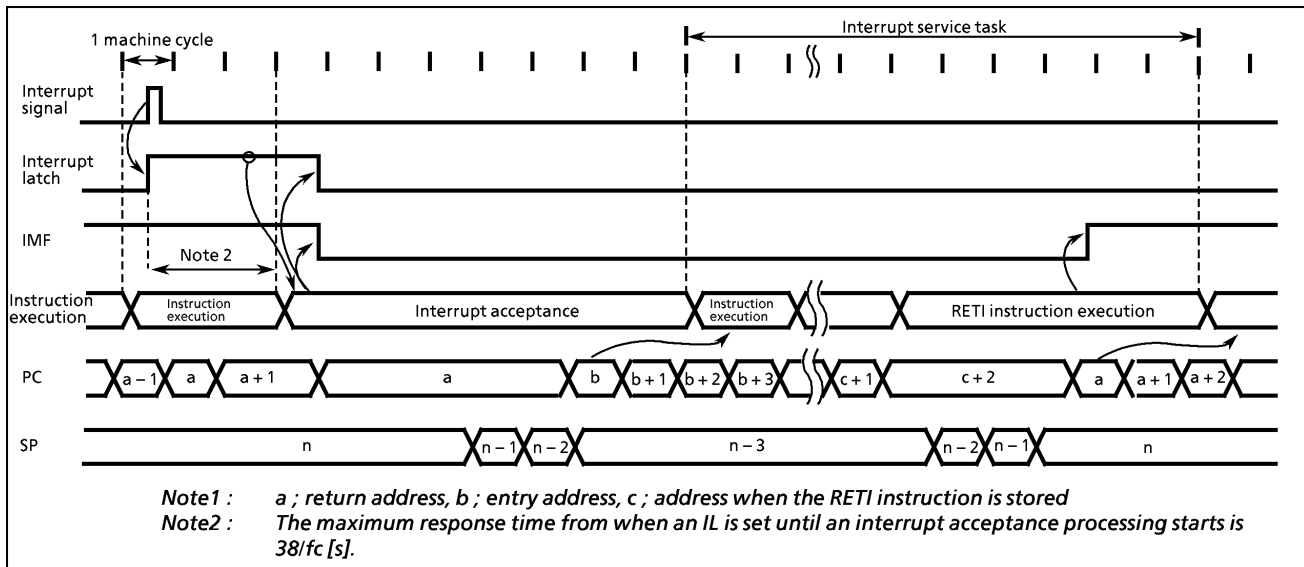 Interrupt service task
1 machine cycle
Interrupt
signal
Interrupt
latch
IMF
Note 2
Instruction
execution
Instruction
execution
Interrupt acceptance
Instruction
execution
RETI instruction execution
PC
a – 1
a
a + 1
a
b
b + 1
b + 2
b + 3
c + 1
c + 2
a
a + 1
a + 2
SP
n
n – 1
n – 2
n – 3
n – 2
n – 1
n
Note1 : a ; return address, b ; entry address, c ; address when the RETI instruction is stored
Note2 : The maximum response time from when an IL is set until an interrupt acceptance processing starts is
38/fc [s].